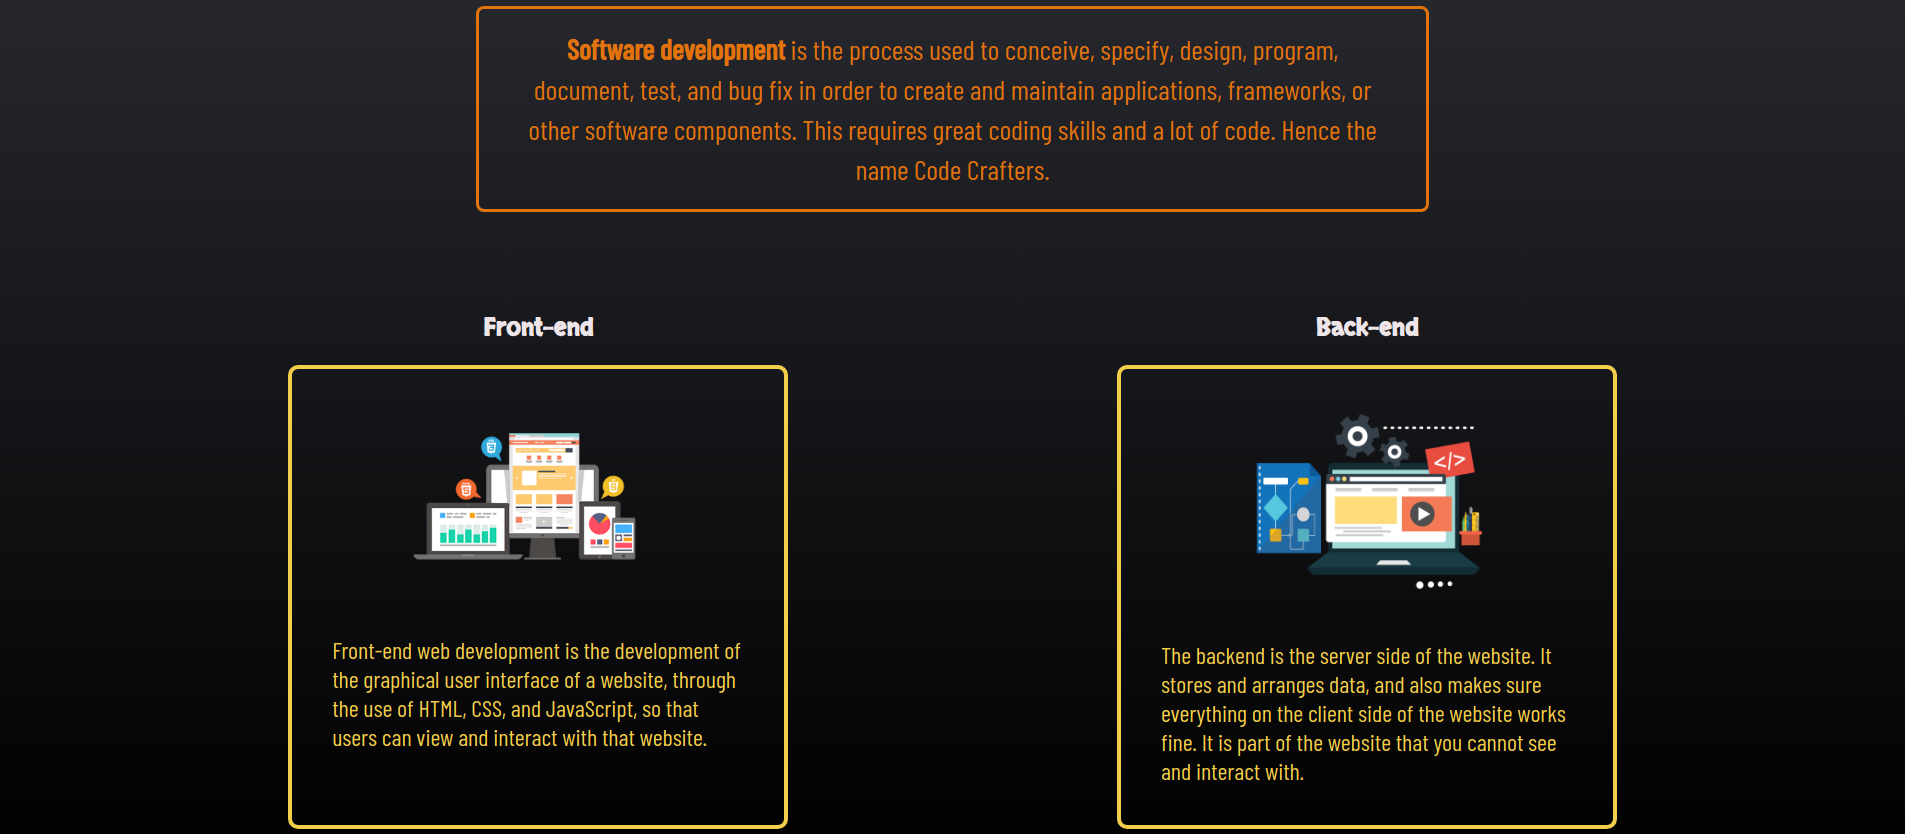 Software development is the process used to conceive, specify, design, program,
document, test, and bug fix in order to create and maintain applications, frameworks, or
other software components. This requires great coding skills and a lot of code. Hence the
name Code Crafters.
Front-end
Back-end
</>
Front-end web development is the development of
the graphical user interface of a website, through
the use of HTML, CSS, and JavaScript, so that
users can view and interact with that website.
The backend is the server side of the website. It
stores and arranges data, and also makes sure
everything on the client side of the website works
fine. It is part of the website that you cannot see
and interact with.